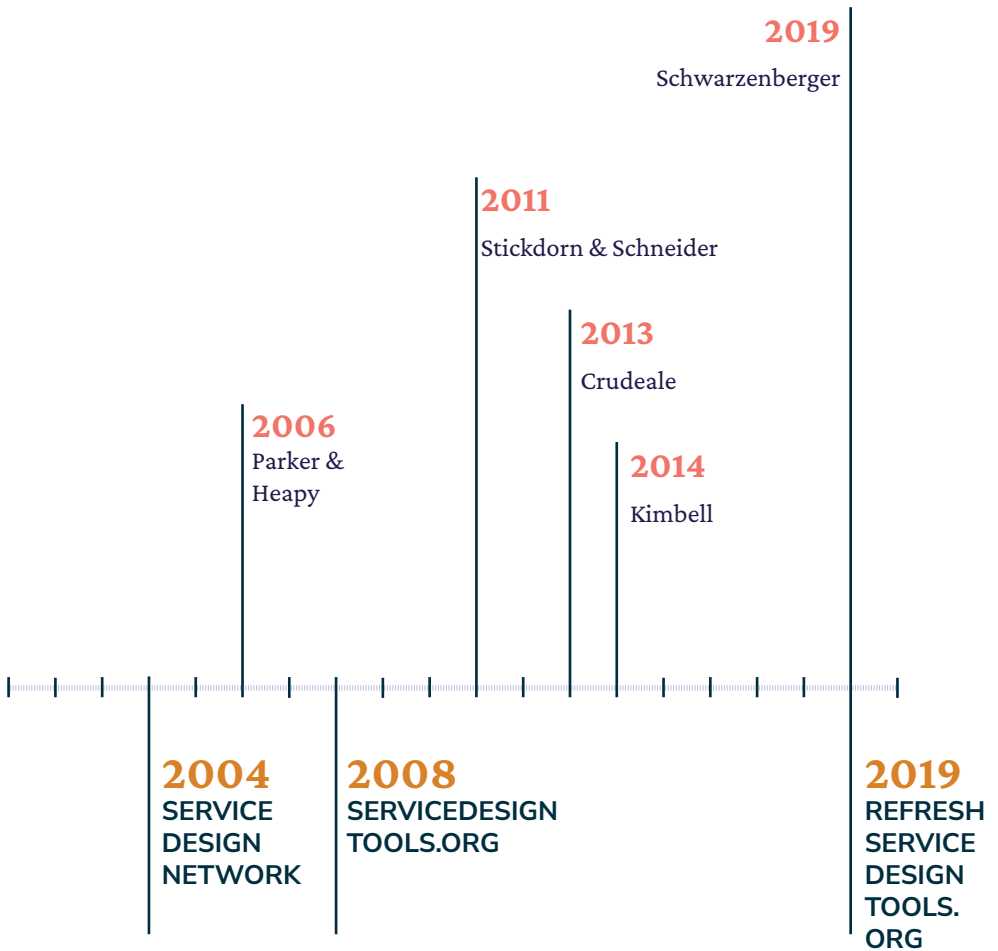 2019
Schwarzenberger
2011
Stickdorn & Schneider
2013
Crudeale
2006
Parker &
Heapy
2014
Kimbell
2004
SERVICE
DESIGN
NETWORK
2008
SERVICEDESIGN
TOOLS.ORG
2019
REFRESH
SERVICE
DESIGN
TOOLS.
ORG